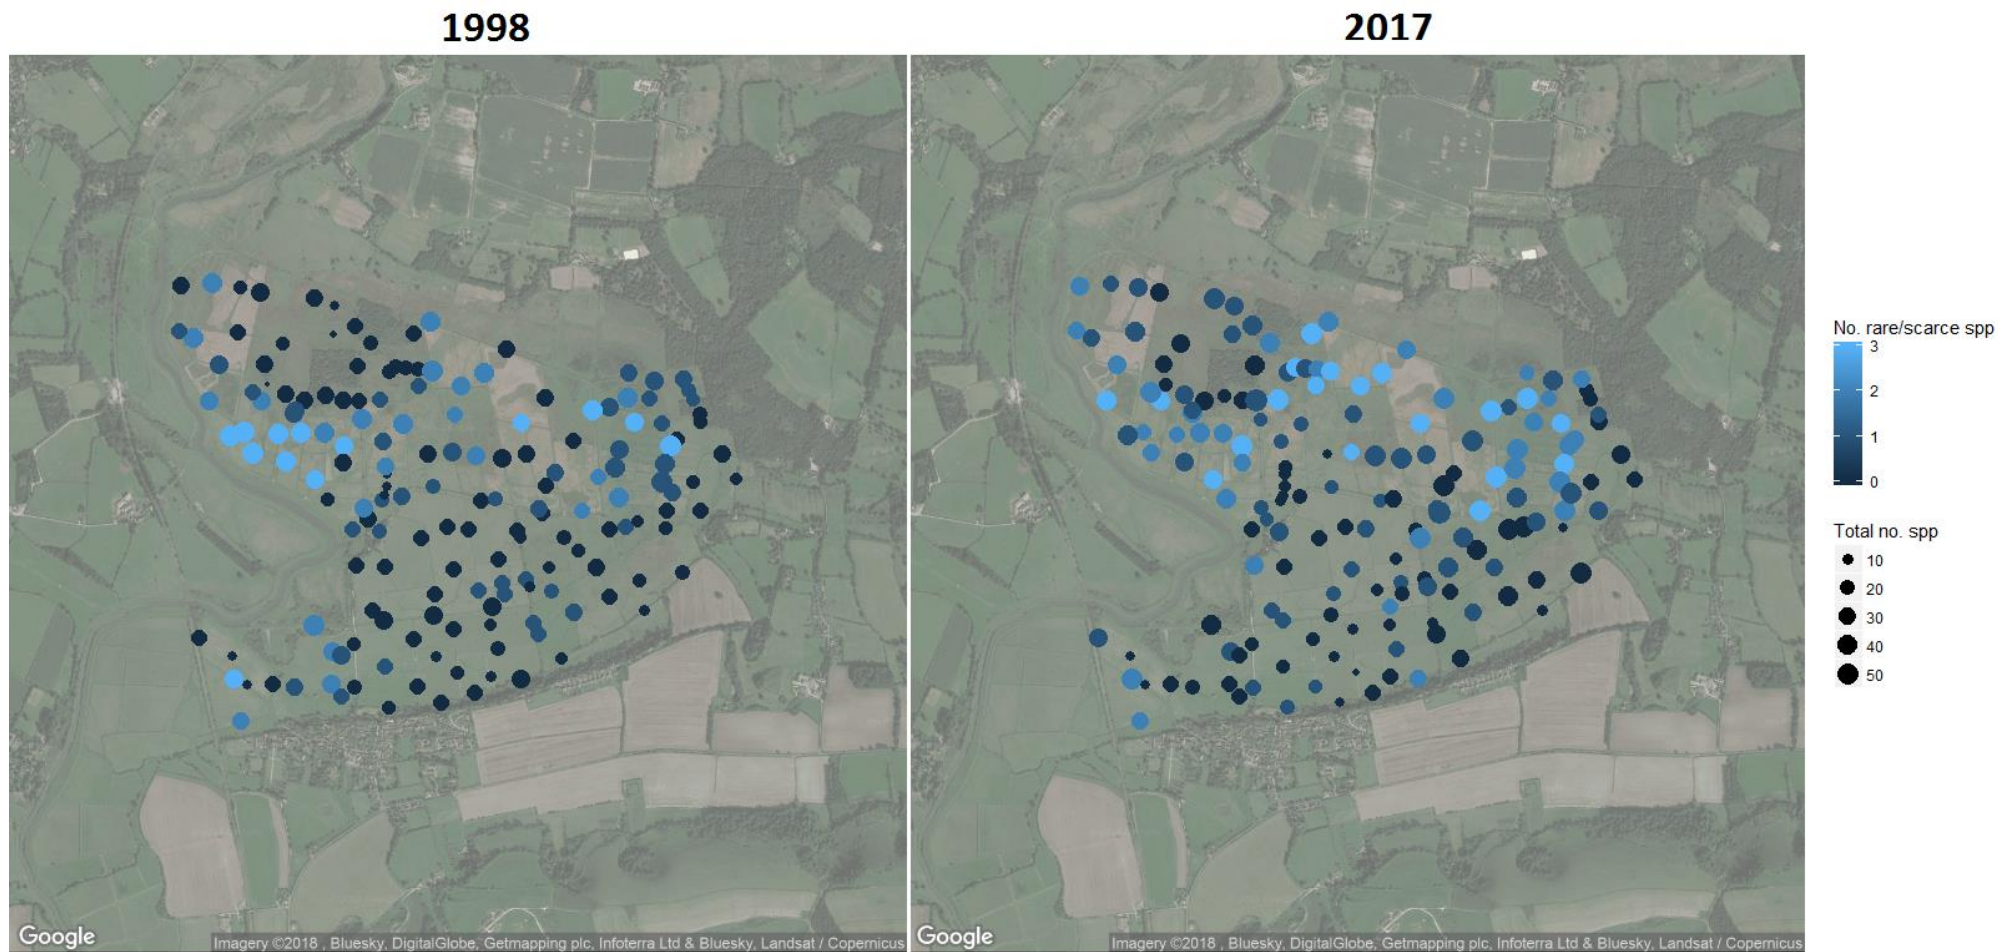 1998
2017
No. rare/scarce spp
3
2
1
0
Total no. spp
10
20
30
40
50
Google
Imagery ©2018 , Bluesky, DigitalGlobe, Getmapping plc, Infoterra Ltd & Bluesky, Landsat / Copernicus
Google
Imagery ©2018 , Bluesky, DigitalGlobe, Getmapping plc, Infoterra Ltd & Bluesky, Landsat / Copernicus